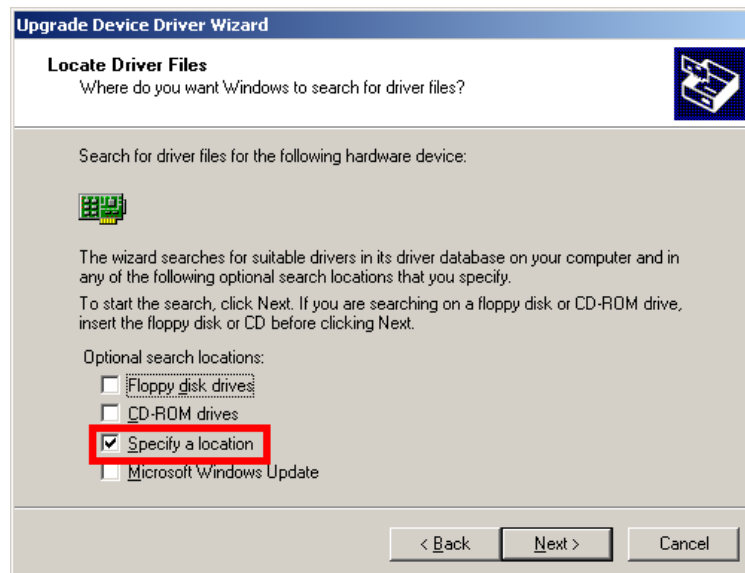 Upgrade Device Driver Wizard
Locate Driver Files
Where do you want Windows to search for driver files?
Search for driver files for the following hardware device:
The wizard searches for suitable drivers in its driver database on your computer and in
any of the following optional search locations that you specify.
To start the search, click Next. If you are searching on a floppy disk or CD-ROM drive,
insert the floppy disk or CD before clicking Next.
Optional search locations:
Floppy disk drives
CD-ROM drives
Specify a location
Microsoft Windows Update
< Back Next > Cancel